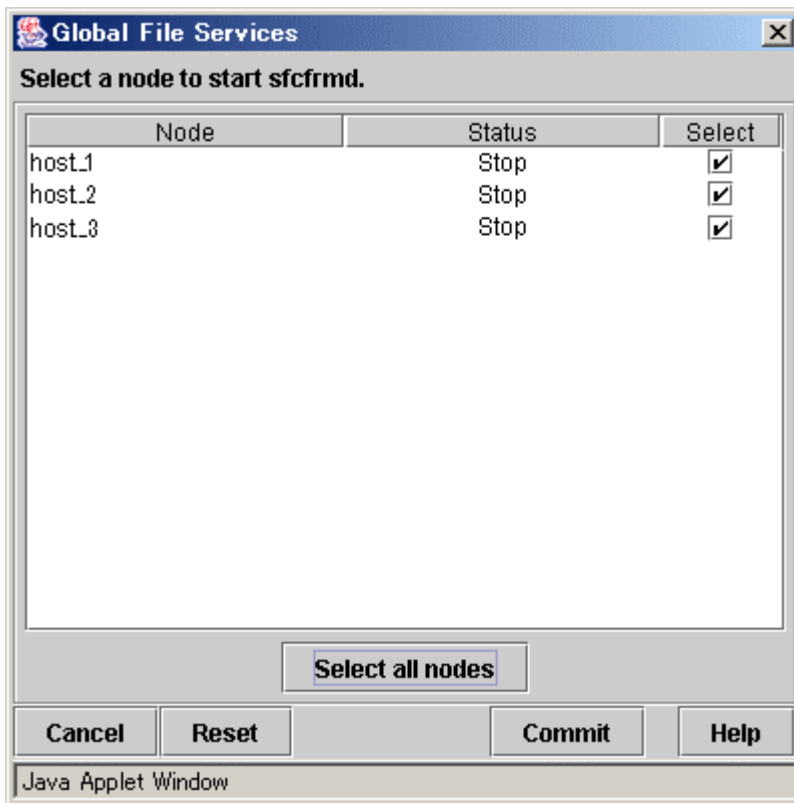 Global File Services
Select a node to start sfcfrmd.
Node Status Select
host_1 Stop
host_2 Stop
host_3 Stop
Select all nodes
Cancel Reset Commit Help
Java Applet Window